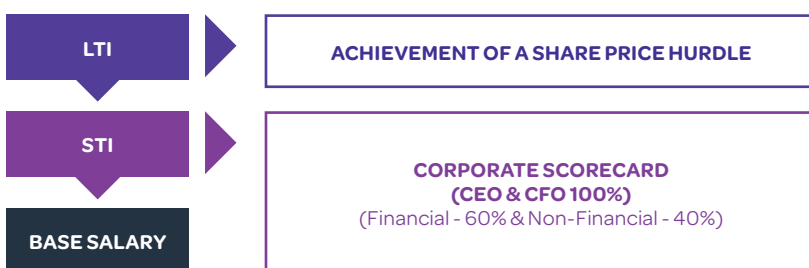 LTI
ACHIEVEMENT OF A SHARE PRICE HURDLE
STI
CORPORATE SCORECARD
(CEO & CFO 100%)
(Financial - 60% & Non-Financial - 40%)
BASE SALARY